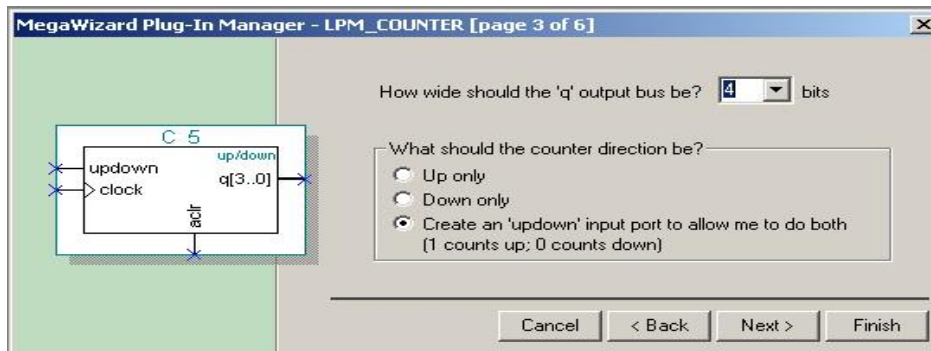 MegaWizard Plug-In Manager - LPM_COUNTER [page 3 of 6]
How wide should the 'q' output bus be? 4 bits
C 5
up/down
updown
q[3..0]
clock
aclr
What should the counter direction be?
Up only
Down only
Create an 'updown' input port to allow me to do both
(1 counts up; 0 counts down)
Cancel
< Back
Next >
Finish